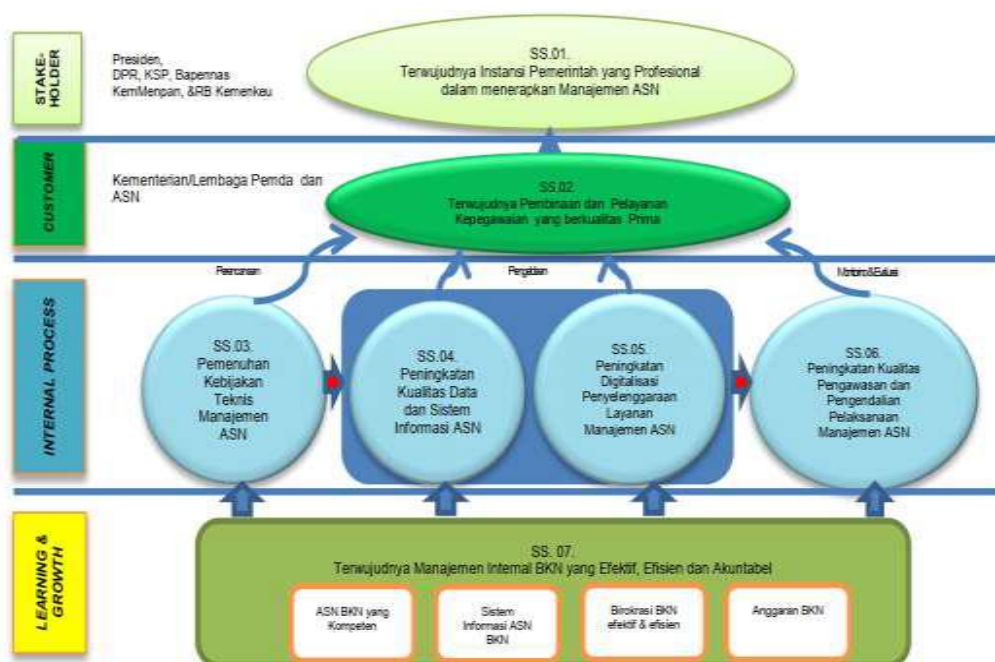 STAKE-
HOLDER
Presiden,
DPR, KSP, Bapennas
KemMenpan, &RB Kemenkeu
SS.01.
Terwujudnya Instansi Pemerintah yang Profesional
dalam menerapkan Manajemen ASN
CUSTOMER
Kementerian/Lembaga Pemda dan
ASN
SS.02.
Terwujudnya Pembinaan dan Pelayanan
Kepegawaian yang berkualitas Prima
INTERNAL PROCESS
SS.03.
Pemenuhan
Kebijakan
Teknis
Manajemen
ASN
SS.04.
Peningkatan
Kualitas Data
dan Sistem
Informasi ASN
SS.05.
Peningkatan
Digitalisasi
Penyelenggaraan
Layanan
Manajemen ASN
SS.06.
Peningkatan Kualitas
Pengawasan dan
Pengendalian
Pelaksanaan
Manajemen ASN
LEARNING &
GROWTH
SS. 07.
Terwujudnya Manajemen Internal BKN yang Efektif, Efisien dan Akuntabel
ASN BKN yang
Kompeten
Sistem
Informasi ASN
BKN
Birokrasi BKN
efektif & efisien
Anggaran BKN